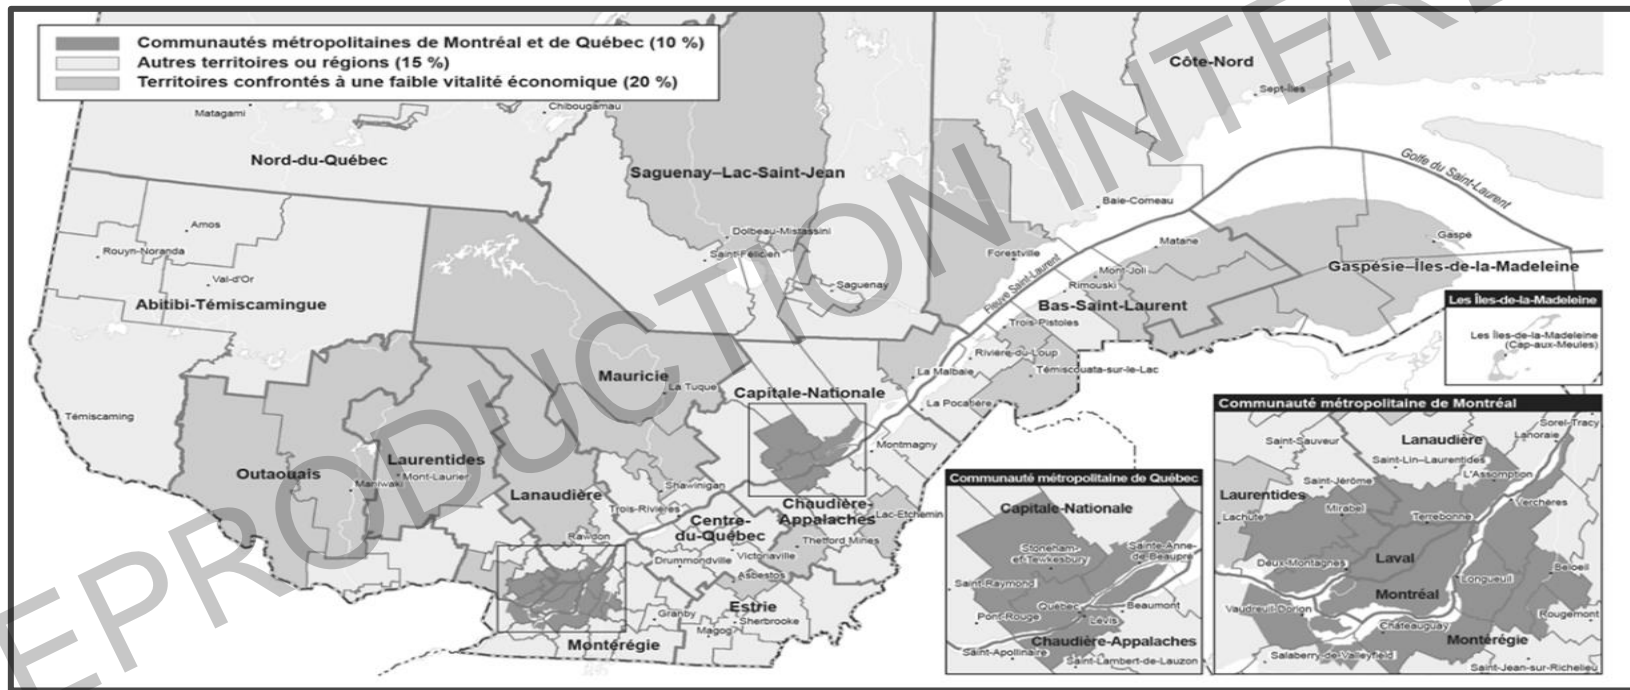 Communautés métropolitaines de Montréal et de Québec (10 %)
Autres territoires ou régions (15 %)
Territoires confrontés à une faible vitalité économique (20 %)
Côte-Nord
Sept-Îles
Matagami
Chibougamau
Nord-du-Québec
Saguenay–Lac-Saint-Jean
Golfe du Saint-Laurent
Baie-Comeau
Amos
Dolbeau-Mistassini
Rouyn-Noranda
Saint-Félicien
Forestville
Matane
Gaspé
Val-d'Or
Saguenay
Mont-Joli
Gaspésie–Îles-de-la-Madeleine
Fleuve Saint-Laurent
Rimouski
Abitibi-Témiscamingue
Bas-Saint-Laurent
Les Îles-de-la-Madeleine
Trois-Pistoles
Les Îles-de-la-Madeleine
(Cap-aux-Meules)
Rivière-du-Loup
Mauricie
La Malbaie
Témiscouata-sur-le-Lac
La Tuque
Capitale-Nationale
La Pocatière
Témiscaming
Montmagny
Outaouais
Laurentides
Maniwaki
Mont-Laurier
Lanaudière
Shawinigan
Trois-Rivières
Chaudière-
Appalaches
Lac-Etchemin
Centre-
du-Québec
Rawdon
Victoriaville
Thetford Mines
Drummondville
Asbestos
Granby
Estrie
Sherbrooke
Magog
Montérégie
Communauté métropolitaine de Québec
Capitale-Nationale
Stoneham-
et-Tewkesbury
Sainte-Anne-
de-Beaupré
Saint-Raymond
Pont-Rouge
Québec
Beaumont
Lévis
Chaudière-Appalaches
Saint-Apollinaire
Saint-Lambert-de-Lauzon
Communauté métropolitaine de Montréal
Sorel-Tracy
Saint-Sauveur
Lanaudière
Lanoraie
Saint-Lin–Laurentides
L'Assomption
Saint-Jérôme
Laurentides
Verchères
Mirabel
Lachute
Terrebonne
Laval
Deux-Montagnes
Longueuil
Beloeil
Montréal
Vaudreuil-Dorion
Rougemont
Châteauguay
Montérégie
Salaberry-de-Valleyfield
Saint-Jean-sur-Richelieu